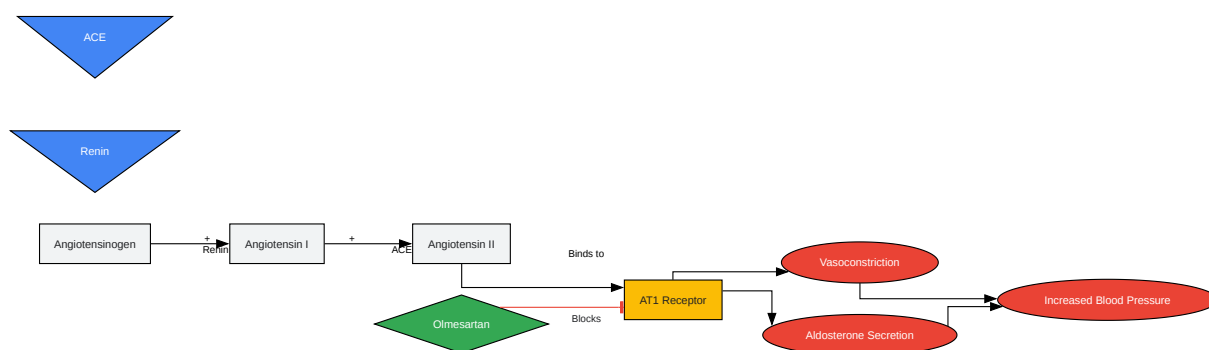 ACE
Renin
Angiotensinogen
+
Renin
Angiotensin I
+
ACE
Angiotensin II
Binds to
Blocks
Olmesartan
AT1 Receptor
Vasoconstriction
Aldosterone Secretion
Increased Blood Pressure